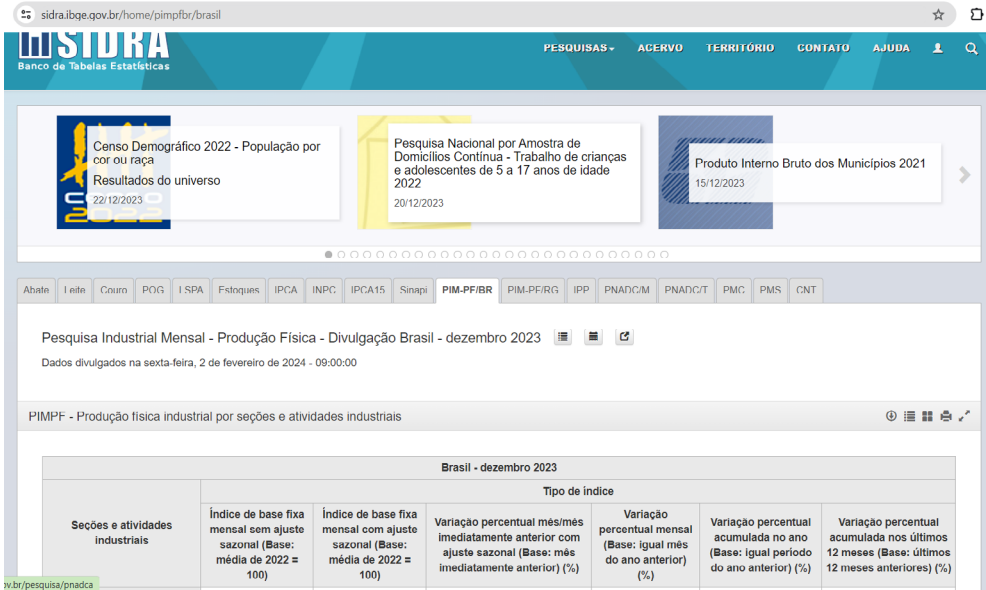 sidra.ibge.gov.br/home/pimpfbr/brasil
SIDRA
Banco de Tabelas Estatísticas
PESQUISAS ACERVO TERRITÓRIO CONTATO AJUDA
Censo Demográfico 2022 - População por
cor ou raça
Resultados do universo
22/12/2023
CENSO
2022
Pesquisa Nacional por Amostra de
Domicílios Contínua - Trabalho de crianças
e adolescentes de 5 a 17 anos de idade
2022
20/12/2023
Produto Interno Bruto dos Municípios 2021
15/12/2023
Abate Leite Couro POG LSPA Estoques IPCA INPC IPCA15 Sinapi PIM-PF/BR PIM-PF/RG IPP PNADC/M PNADC/T PMC PMS CNT
Pesquisa Industrial Mensal - Produção Física - Divulgação Brasil - dezembro 2023
Dados divulgados na sexta-feira, 2 de fevereiro de 2024 - 09:00:00
PIMPF - Produção física industrial por seções e atividades industriais
Brasil - dezembro 2023
Seções e atividades
industriais
Tipo de índice
Índice de base fixa
mensal sem ajuste
sazonal (Base:
média de 2022 =
100)
Índice de base fixa
mensal com ajuste
sazonal (Base:
média de 2022 =
100)
Variação percentual mês/mês
imediatamente anterior com
ajuste sazonal (Base: mês
imediatamente anterior) (%)
Variação
percentual mensal
(Base: igual mês
do ano anterior)
(%)
Variação percentual
acumulada no ano
(Base: igual período
do ano anterior) (%)
Variação percentual
acumulada nos últimos
12 meses (Base: últimos
12 meses anteriores) (%)
ov.br/pesquisa/pnadca